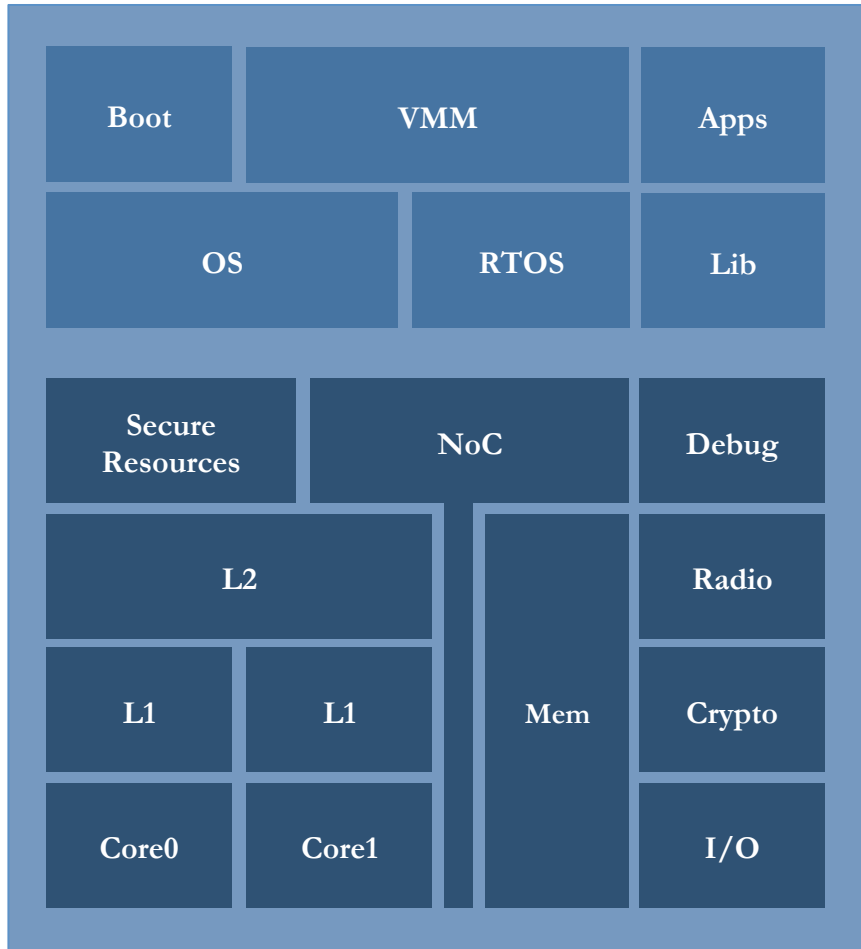 Boot
VMM
Apps
OS
RTOS
Lib
Secure
Resources
NoC
Debug
L2
Radio
L1
L1
Mem
Crypto
Core0
Core1
I/O